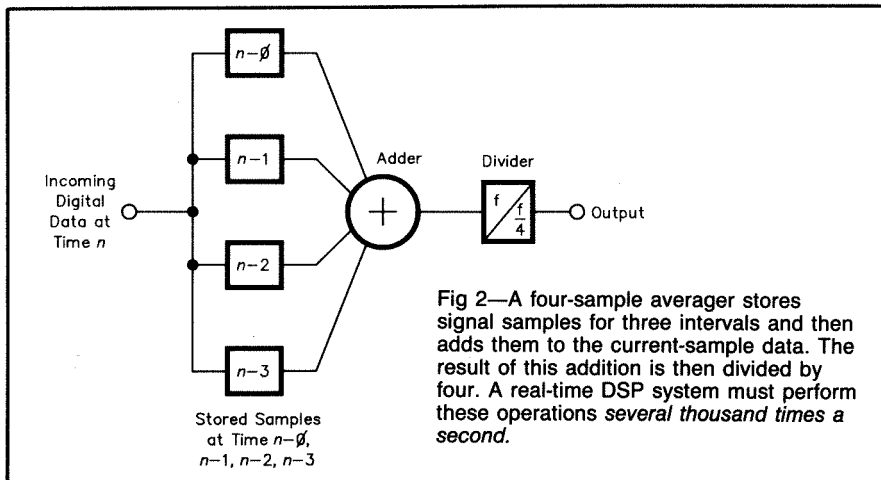 n-Ø
n-1
n-2
n-3
Incoming
Digital
Data at
Time n
Adder
+
Divider
f
f
4
Output
Stored Samples
at Time n-Ø,
n-1, n-2, n-3
Fig 2—A four-sample averager stores
signal samples for three intervals and then
adds them to the current-sample data. The
result of this addition is then divided by
four. A real-time DSP system must perform
these operations several thousand times a
second.